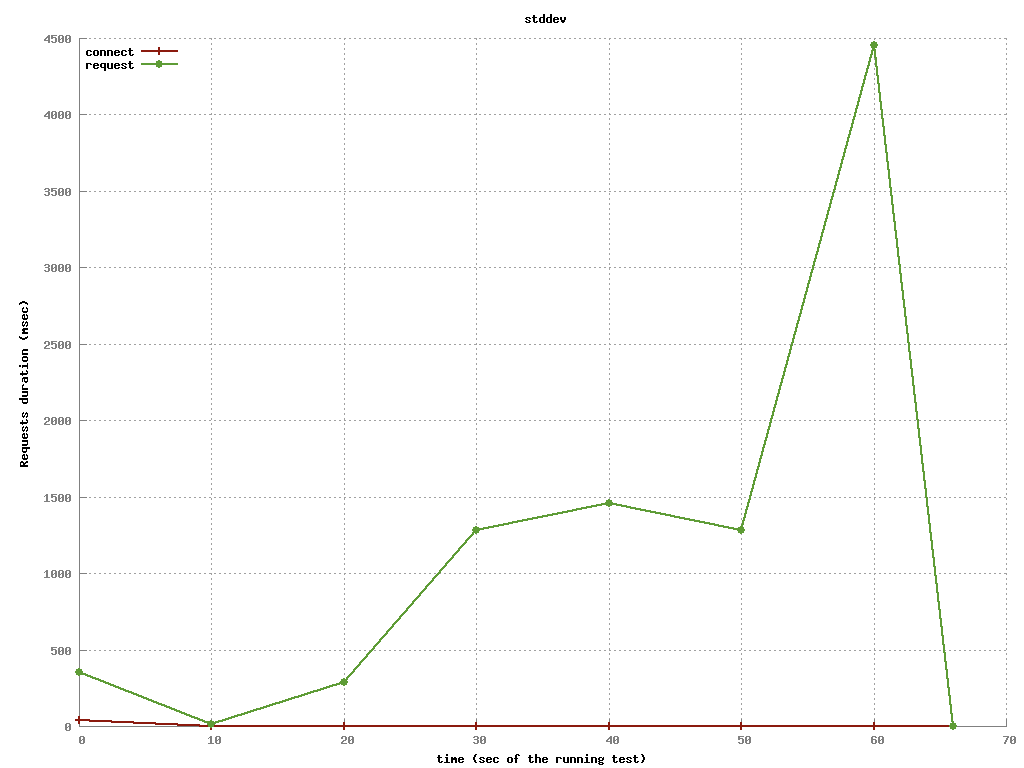 stddev
connect
request
4500
4000
3500
3000
2500
2000
1500
1000
500
0
Requests duration (msec)
0 10 20 30 40 50 60 70
time (sec of the running test)